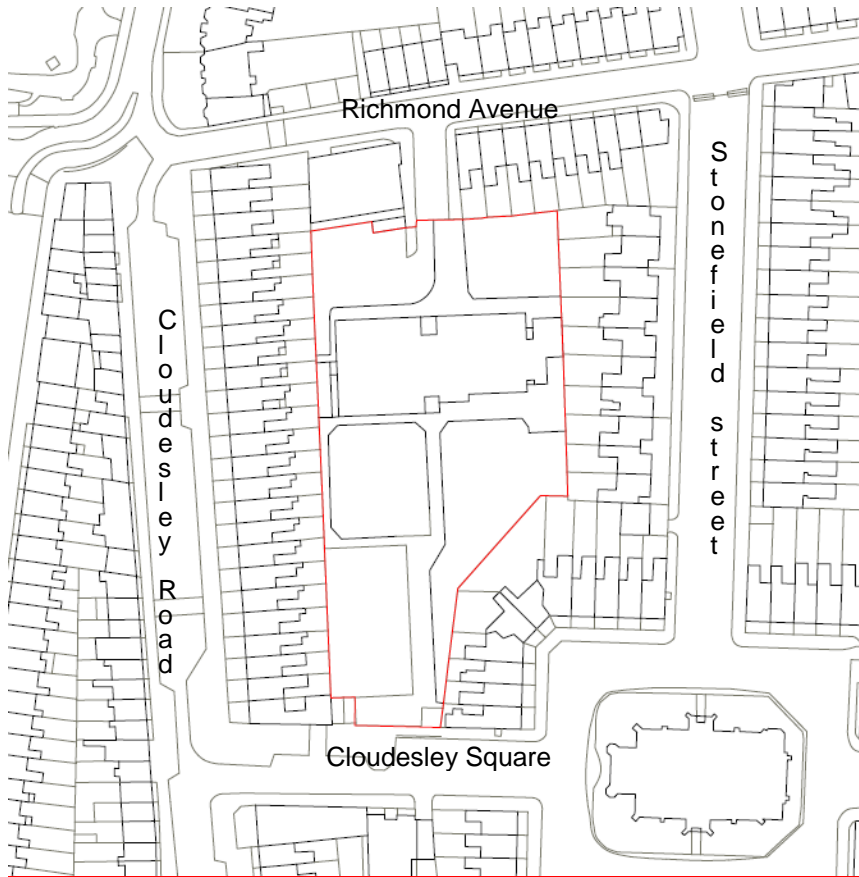 Richmond Avenue
Stonefield street
Cloudesley Road
Cloudesley Square